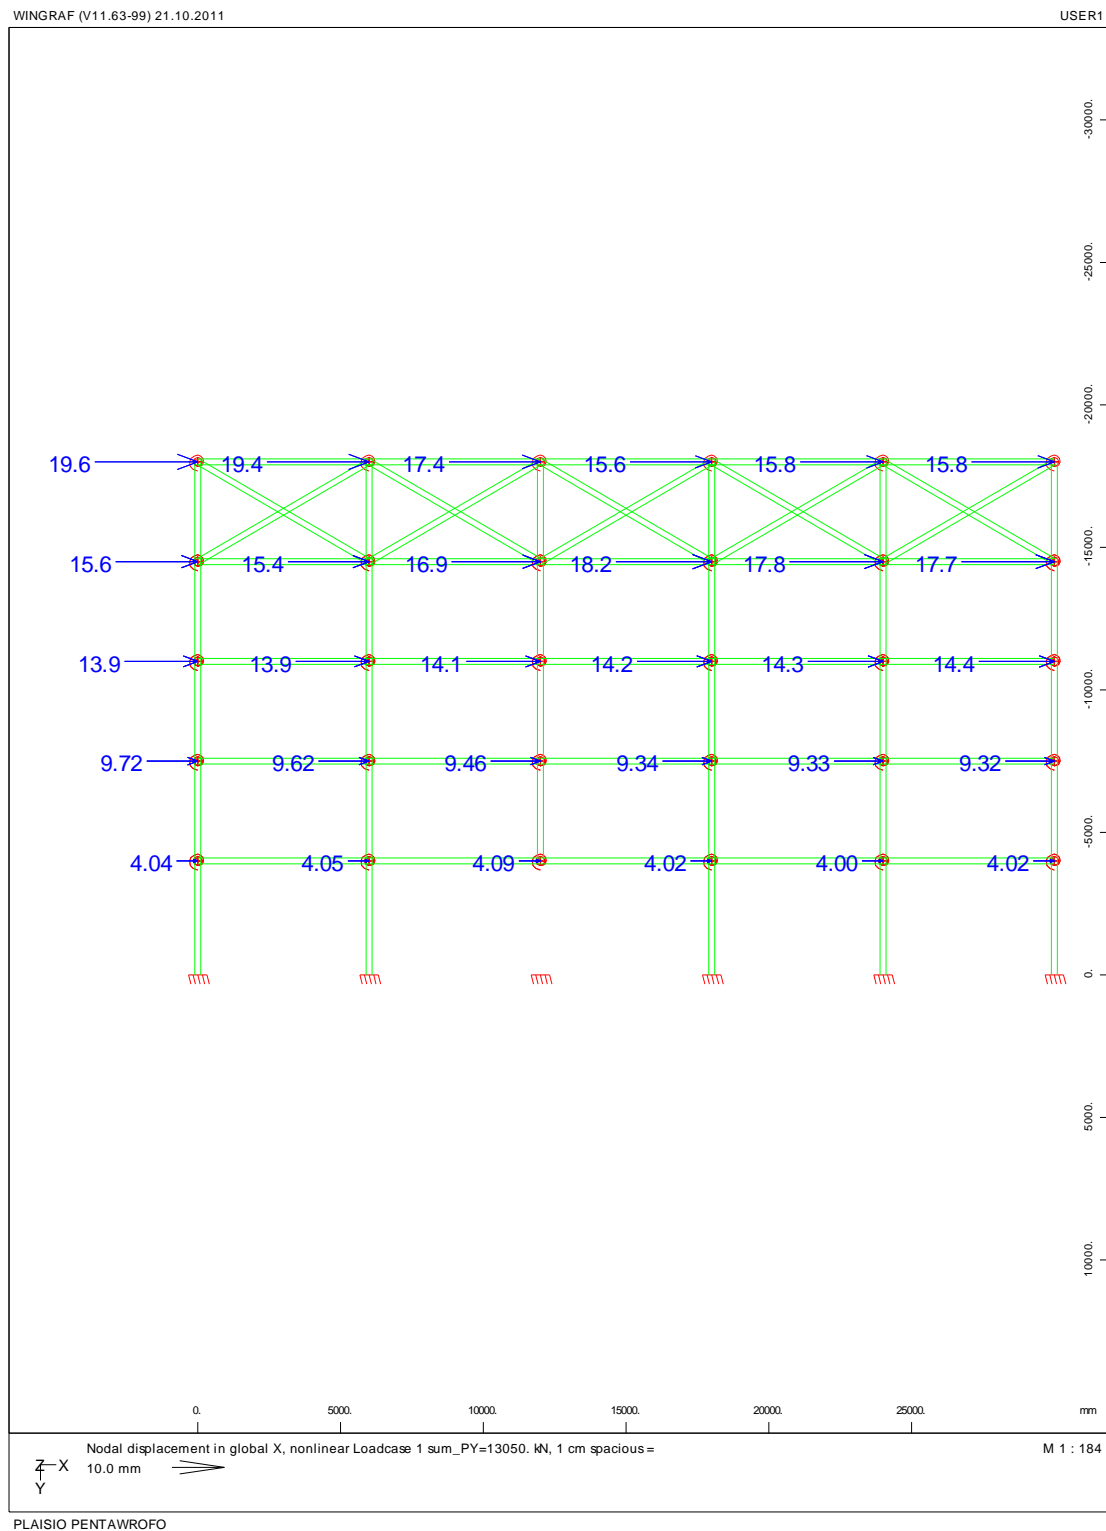 WINGRAF (V11.63-99) 21.10.2011 USER1
-30000.
-25000.
-20000.
19.6 19.4 17.4 15.6 15.8 15.8
-15000.
15.6 15.4 16.9 18.2 17.8 17.7
13.9 13.9 14.1 14.2 14.3 14.4
-10000.
9.72 9.62 9.46 9.34 9.33 9.32
-5000.
4.04 4.05 4.09 4.02 4.00 4.02
0.
5000.
10000.
0. 5000. 10000. 15000. 20000. 25000. mm
Nodal displacement in global X, nonlinear Loadcase 1 sum_PY=13050. kN, 1 cm spacious = M 1 : 184
Z X 10.0 mm
Y
PLAISIO PENTAWROFO